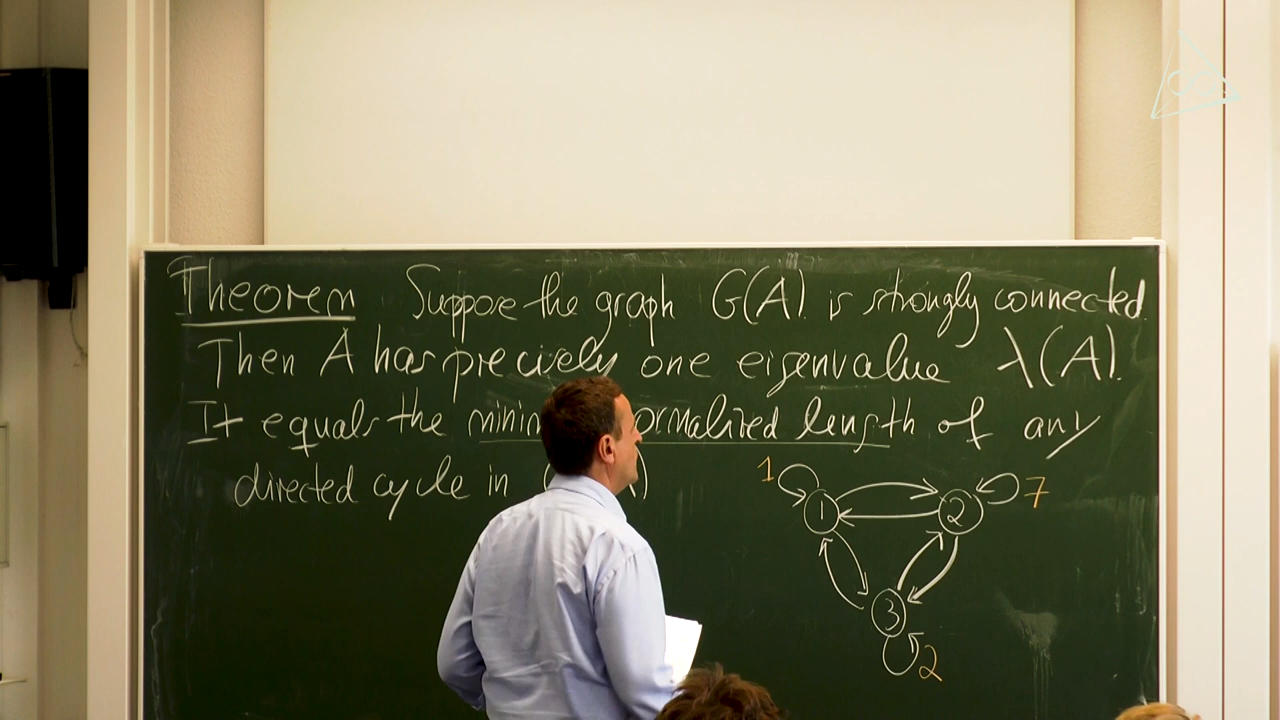 Theorem Suppose the graph G(A) is strongly connected.
Then A has precisely one eigenvalue λ(A).
It equals the length of any
directed cycle in
1
1 2 7
3
2